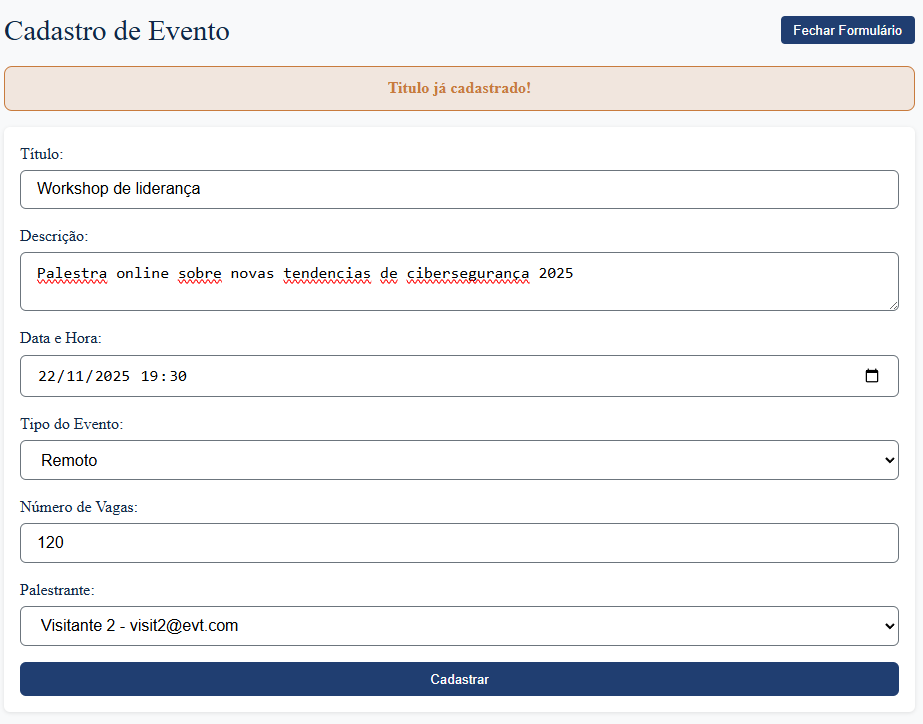 Cadastro de Evento
Fechar Formulário
Titulo já cadastrado!
Título:
Workshop de liderança
Descrição:
Palestra online sobre novas tendencias de cibersegurança 2025
Data e Hora:
22/11/2025 19:30
Tipo do Evento:
Remoto
Número de Vagas:
120
Palestrante:
Visitante 2 - visit2@evt.com
Cadastrar